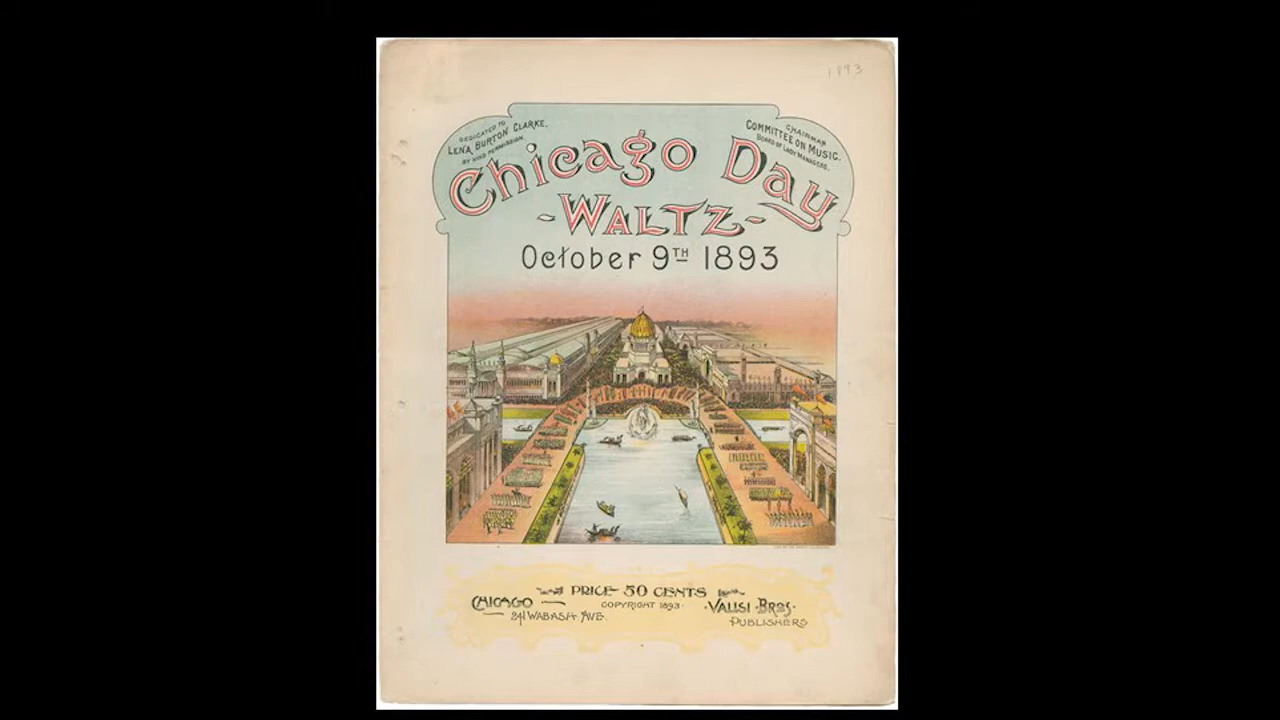 1893
DEDICATED TO
LENA BURTON CLARKE,
BY KIND PERMISSION.
CHAIRMAN
COMMITTEE ON MUSIC.
BOARD OF LADY MANAGERS.
Chicago Day
-WALTZ-
October 9TH 1893
PRICE 50 CENTS
CHICAGO
COPYRIGHT 1893.
VALISI BROS.
241 WABASH AVE.
PUBLISHERS